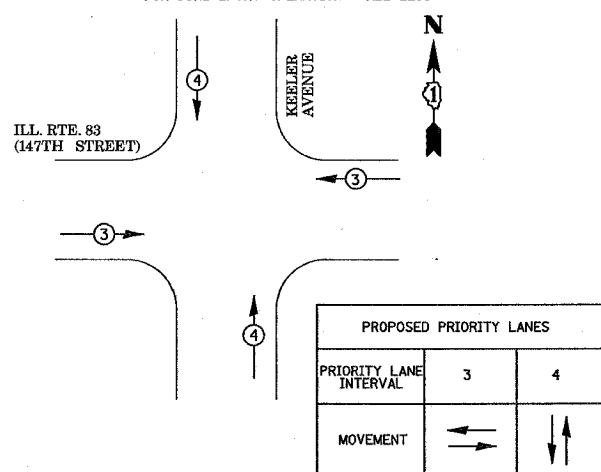 N
④
KEELER
AVENUE
①
ILL. RTE. 83
(147TH STREET)
③
③
④
PROPOSED PRIORITY LANES
PRIORITY LANE
INTERVAL
3
4
MOVEMENT